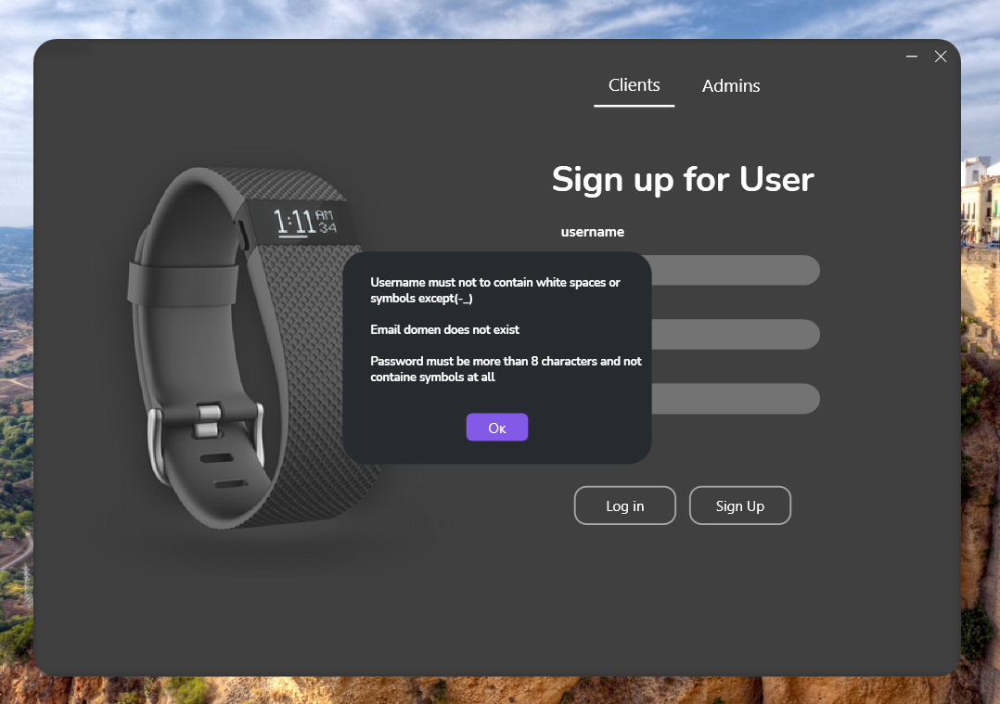 Clients Admins
Sign up for User
username
1:11 AM 34
Username must not to contain white spaces or
symbols except(-_)
Email domen does not exist
Password must be more than 8 characters and not
containe symbols at all
Ок
Log in Sign Up